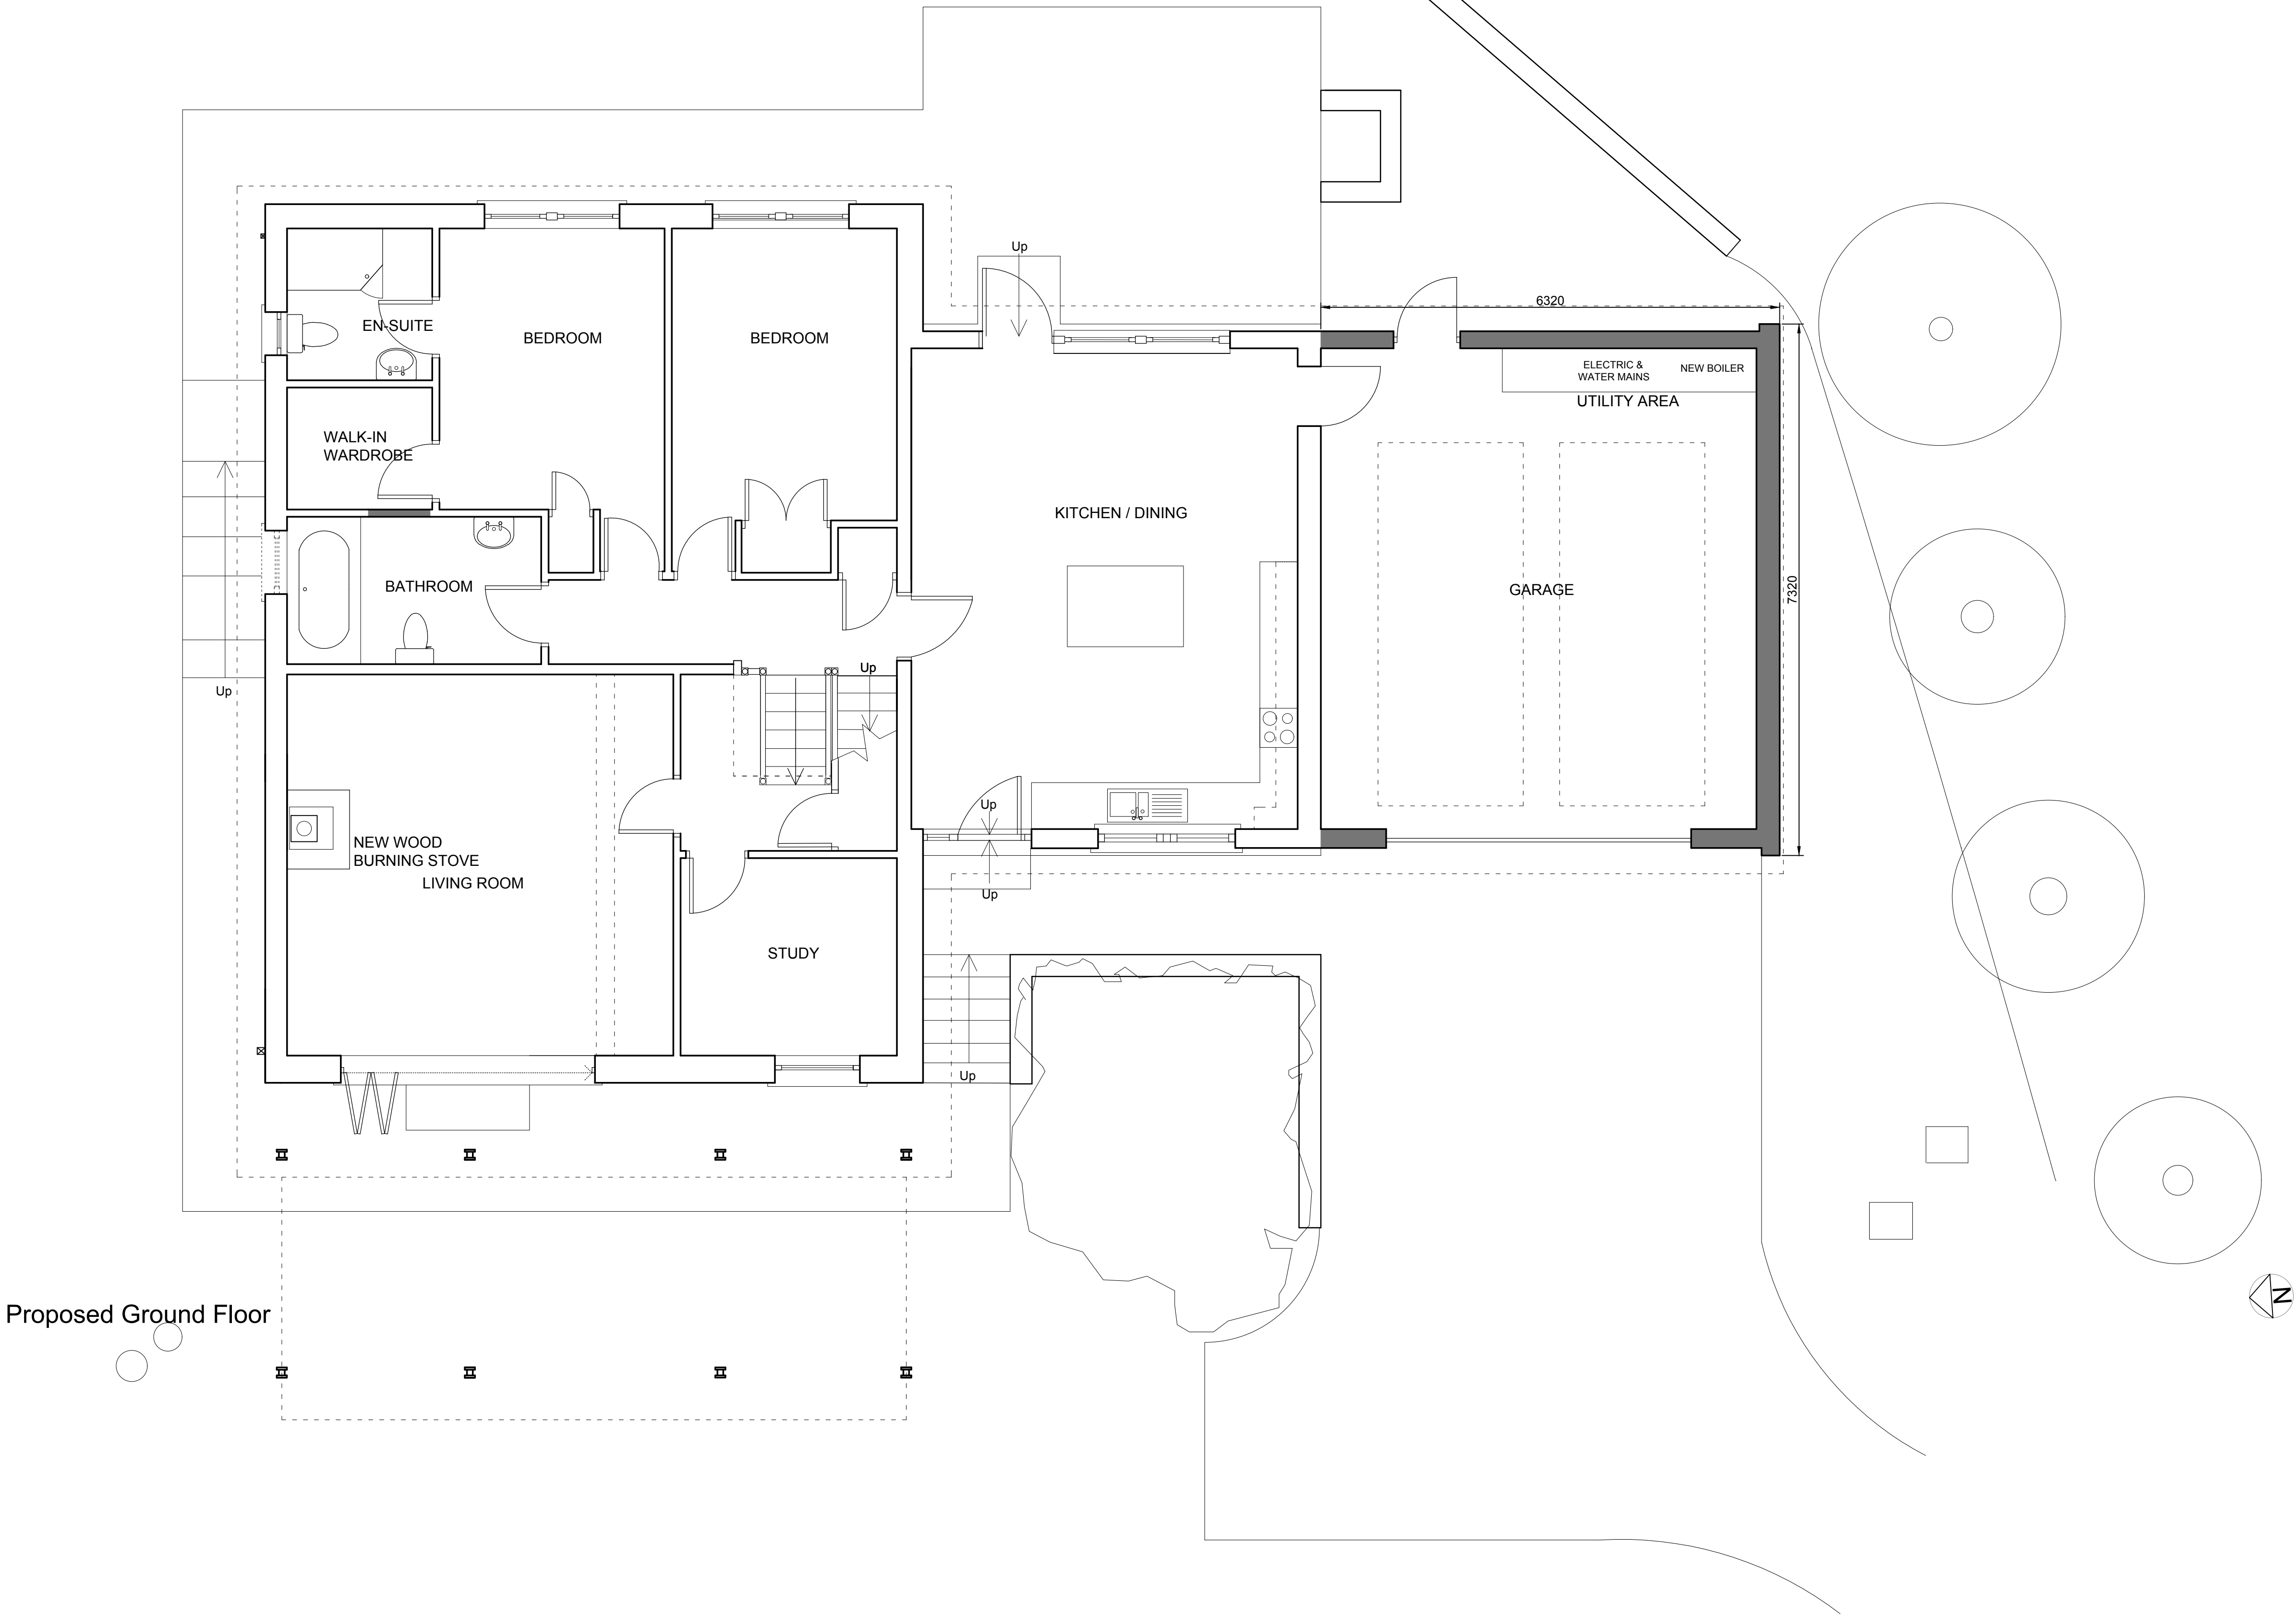 Up
6320
EN-SUITE
BEDROOM
BEDROOM
ELECTRIC &
WATER MAINS
NEW BOILER
UTILITY AREA
WALK-IN
WARDROBE
KITCHEN / DINING
BATHROOM
GARAGE
7320
Up
Up
Up
NEW WOOD
BURNING STOVE
LIVING ROOM
Up
STUDY
Up
Proposed Ground Floor
N